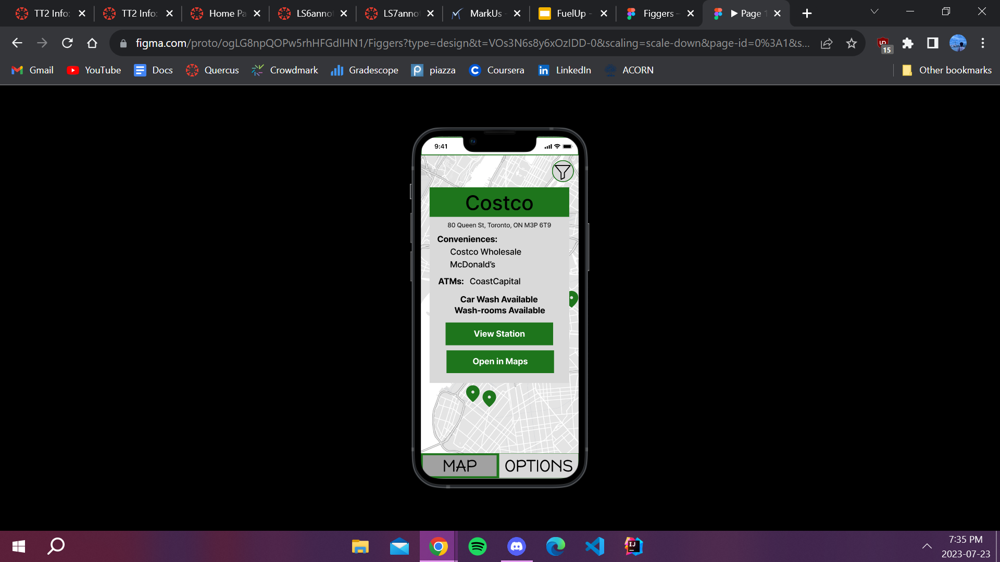 TT2 Info:
TT2 Info:
Home Pa
LS6anno
LS7anno
MarkUs -
FuelUp -
Figgers –
▶ Page 1
figma.com/proto/ogLG8npQOPw5rhHFGdIHN1/Figgers?type=design&t=VOs3N6s8y6xOzIDD-0&scaling=scale-down&page-id=0%3A1&s...
15
Gmail
YouTube
Docs
Quercus
Crowdmark
Gradescope
piazza
Coursera
LinkedIn
ACORN
Other bookmarks
9:41
Costco
80 Queen St, Toronto, ON M3P 6T9
Conveniences:
Costco Wholesale
McDonald’s
ATMs: CoastCapital
Car Wash Available
Wash-rooms Available
View Station
Open in Maps
MAP
OPTIONS
7:35 PM
2023-07-23